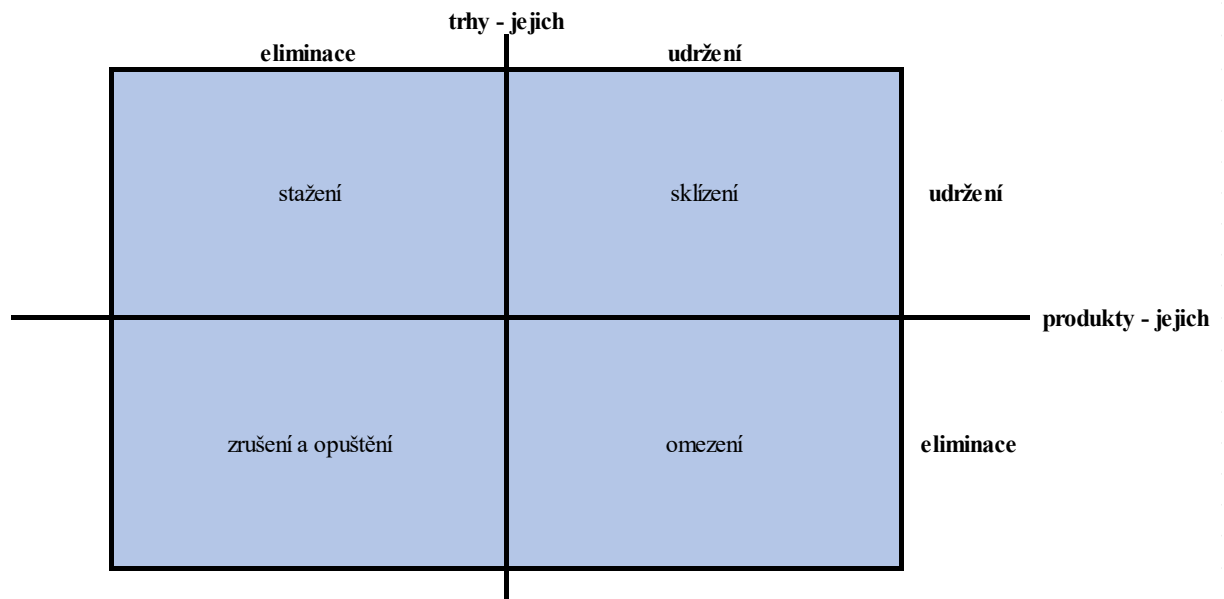 trhy - jejich
eliminace
udržení
stažení
sklízení
udržení
produkty - jejich
zrušení a opuštění
omezení
eliminace